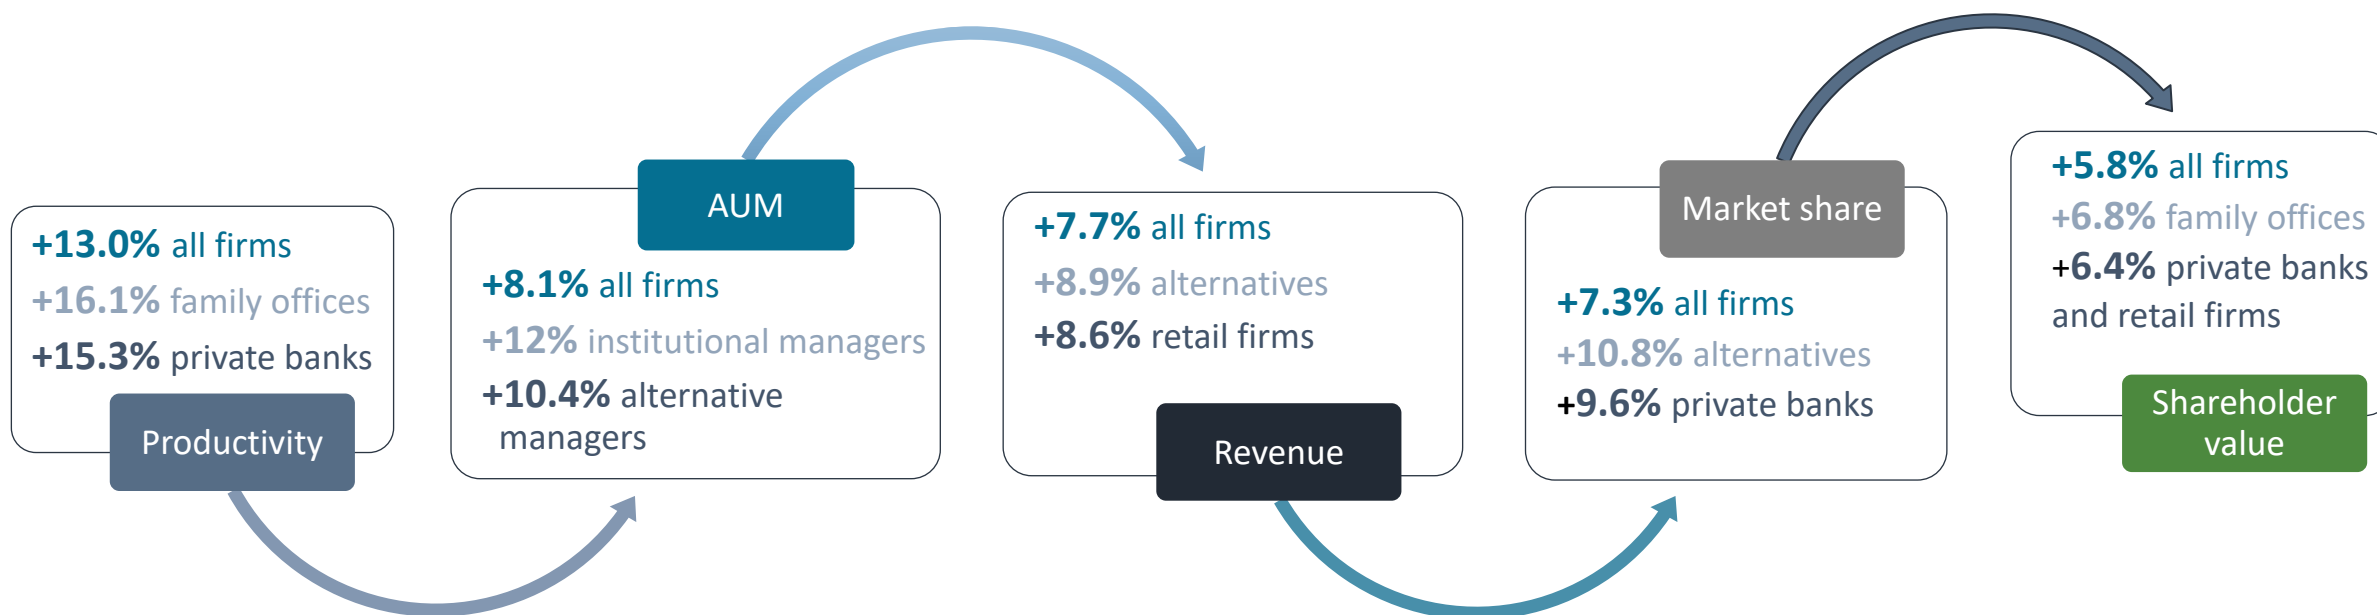 +13.0% all firms
+16.1% family offices
+15.3% private banks
Productivity
AUM
+8.1% all firms
+12% institutional managers
+10.4% alternative
managers
+7.7% all firms
+8.9% alternatives
+8.6% retail firms
Revenue
Market share
+7.3% all firms
+10.8% alternatives
+9.6% private banks
+5.8% all firms
+6.8% family offices
+6.4% private banks
and retail firms
Shareholder
value